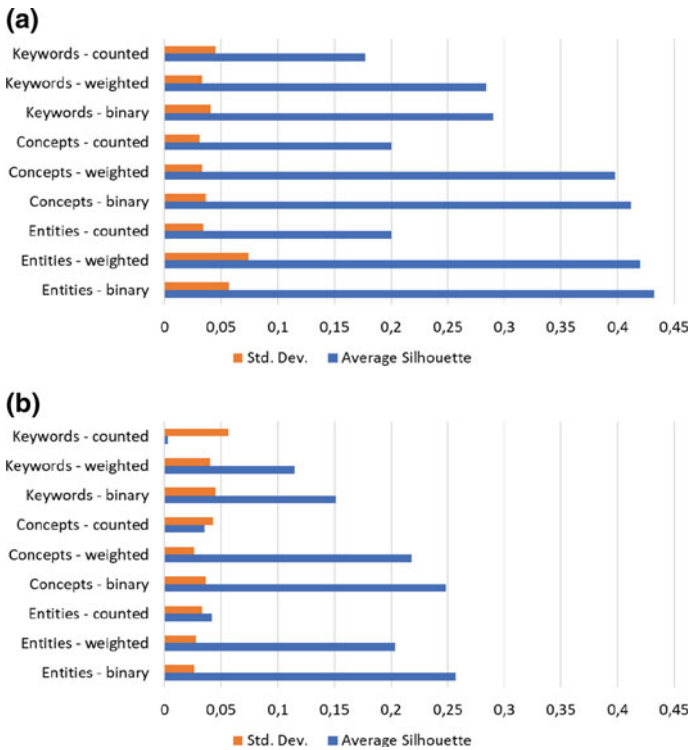 (a)
Keywords - counted
Keywords - weighted
Keywords - binary
Concepts - counted
Concepts - weighted
Concepts - binary
Entities - counted
Entities - weighted
Entities - binary
0 0,05 0,1 0,15 0,2 0,25 0,3 0,35 0,4 0,45
Std. Dev. Average Silhouette
(b)
Keywords - counted
Keywords - weighted
Keywords - binary
Concepts - counted
Concepts - weighted
Concepts - binary
Entities - counted
Entities - weighted
Entities - binary
0 0,05 0,1 0,15 0,2 0,25 0,3 0,35 0,4 0,45
Std. Dev. Average Silhouette